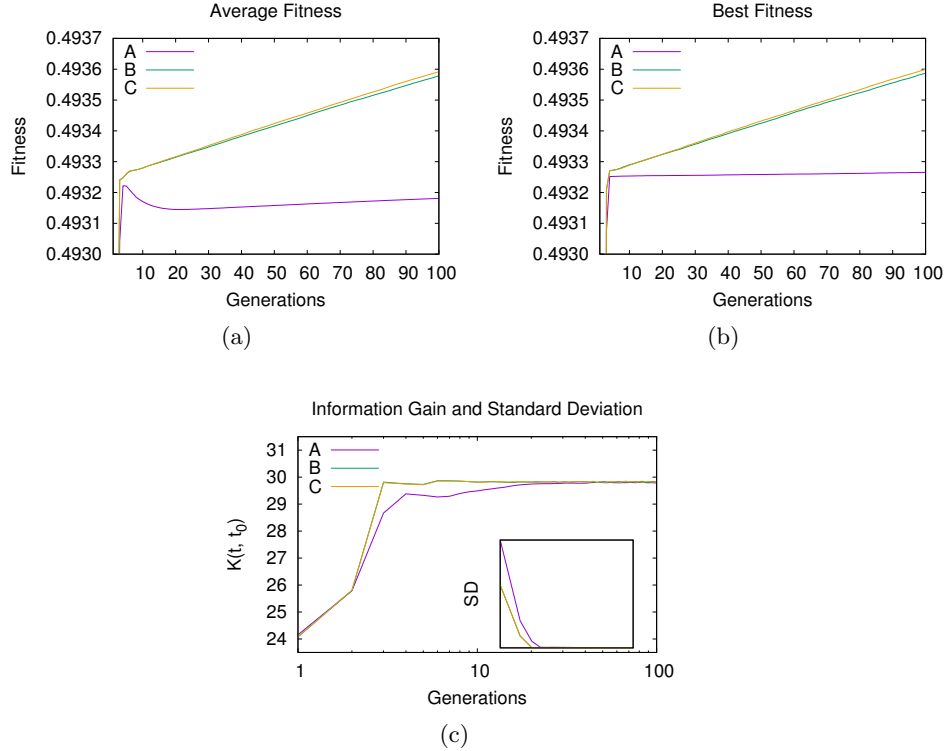 Average Fitness
0.4937
0.4936
0.4935
0.4934
0.4933
0.4932
0.4931
0.4930
Fitness
A
B
C
10 20 30 40 50 60 70 80 90 100
Generations
(a)
Best Fitness
0.4937
0.4936
0.4935
0.4934
0.4933
0.4932
0.4931
0.4930
Fitness
A
B
C
10 20 30 40 50 60 70 80 90 100
Generations
(b)
Information Gain and Standard Deviation
31
30
29
28
27
26
25
24
K(t, t0)
A
B
C
SD
1 10 100
Generations
(c)